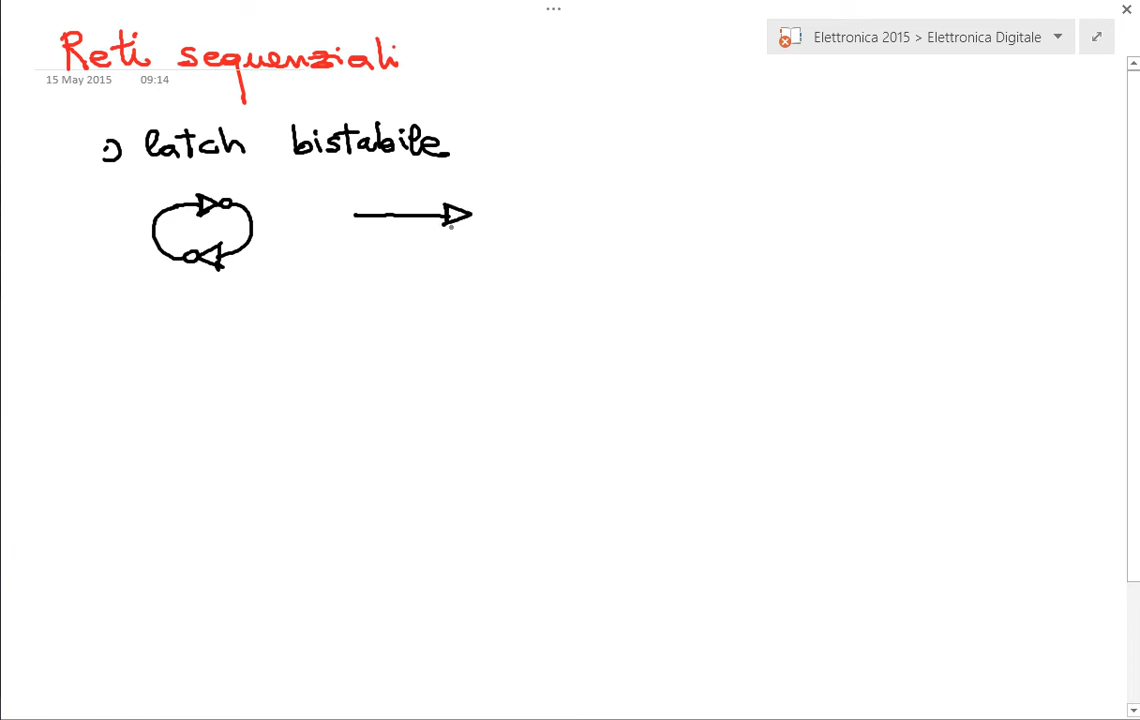 Elettronica 2015 > Elettronica Digitale
Reti sequenziali
15 May 2015 09:14
latch bistabile